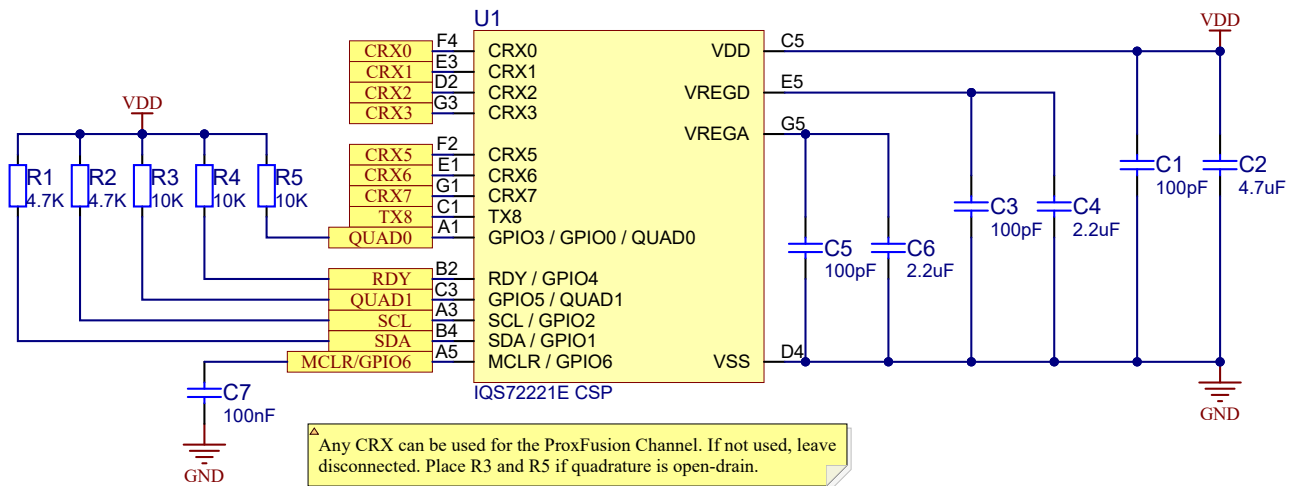 U1
IQS72221E CSP
CRX0 F4 CRX0
CRX1 E3 CRX1
CRX2 D2 CRX2
CRX3 G3 CRX3
CRX5 F2 CRX5
CRX6 E1 CRX6
CRX7 G1 CRX7
TX8 C1 TX8
QUAD0 A1 GPIO3 / GPIO0 / QUAD0
RDY B2 RDY / GPIO4
QUAD1 C3 GPIO5 / QUAD1
SCL A3 SCL / GPIO2
SDA B4 SDA / GPIO1
MCLR/GPIO6 A5 MCLR / GPIO6
VDD C5
VREGD E5
VREGA G5
VSS D4
VDD
R1
4.7K
R2
4.7K
R3
10K
R4
10K
R5
10K
C7
100nF
GND
VDD
C1
100pF
C2
4.7uF
C3
100pF
C4
2.2uF
C5
100pF
C6
2.2uF
GND
Any CRX can be used for the ProxFusion Channel. If not used, leave
disconnected. Place R3 and R5 if quadrature is open-drain.